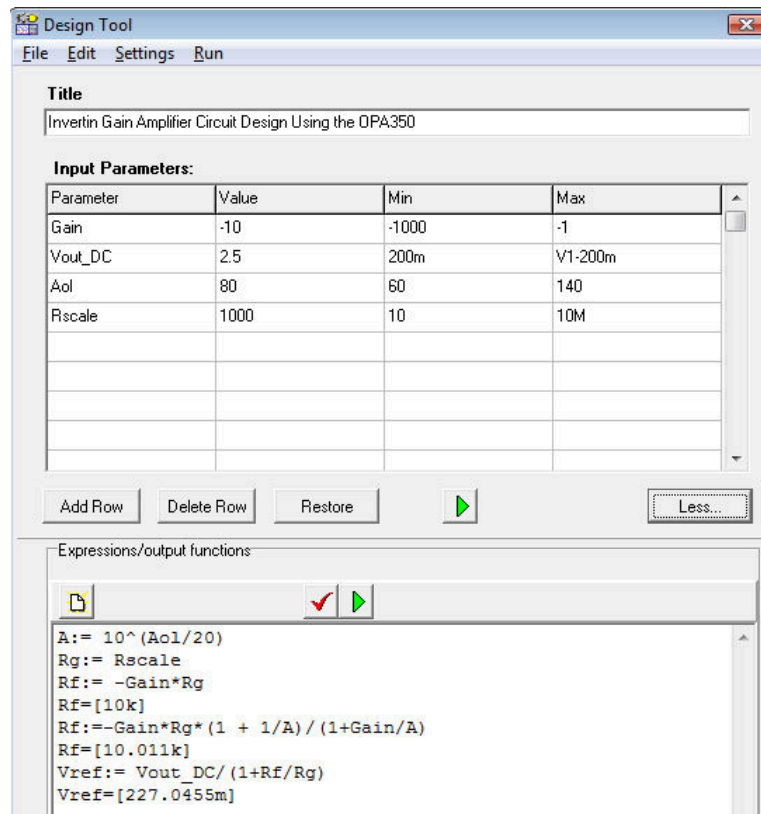 Design Tool
File Edit Settings Run
Title
Invertin Gain Amplifier Circuit Design Using the OPA350
Input Parameters:
Parameter Value Min Max
Gain -10 -1000 -1
Vout_DC 2.5 200m V1-200m
Aol 80 60 140
Rscale 1000 10 10M
Add Row Delete Row Restore Less...
Expressions/output functions
A:= 10^(Aol/20)
Rg:= Rscale
Rf:= -Gain*Rg
Rf=[10k]
Rf:=-Gain*Rg*(1 + 1/A)/(1+Gain/A)
Rf=[10.011k]
Vref:= Vout_DC/(1+Rf/Rg)
Vref=[227.0455m]